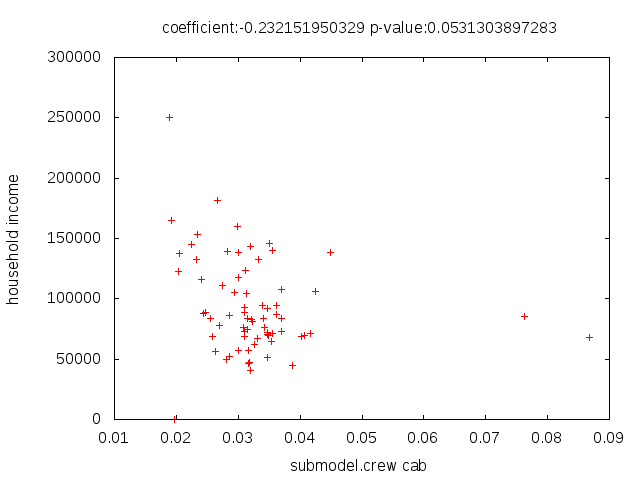 coefficient:-0.232151950329 p-value:0.0531303897283
300000
250000
200000
150000
100000
50000
0
household income
0.01 0.02 0.03 0.04 0.05 0.06 0.07 0.08 0.09
submodel.crew cab